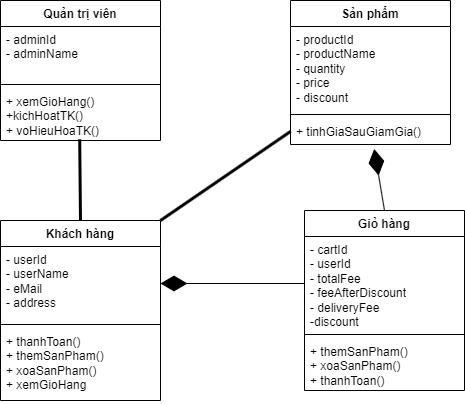 Quản trị viên
- adminId
- adminName
+ xemGioHang()
+kichHoatTK()
+ voHieuHoaTK()
Sản phẩm
- productId
- productName
- quantity
- price
- discount
+ tinhGiaSauGiamGia()
Khách hàng
- userId
- userName
- eMail
- address
+ thanhToan()
+ themSanPham()
+ xoaSanPham()
+ xemGioHang
Giỏ hàng
- cartId
- userId
- totalFee
- feeAfterDiscount
- deliveryFee
-discount
+ themSanPham()
+ xoaSanPham()
+ thanhToan()